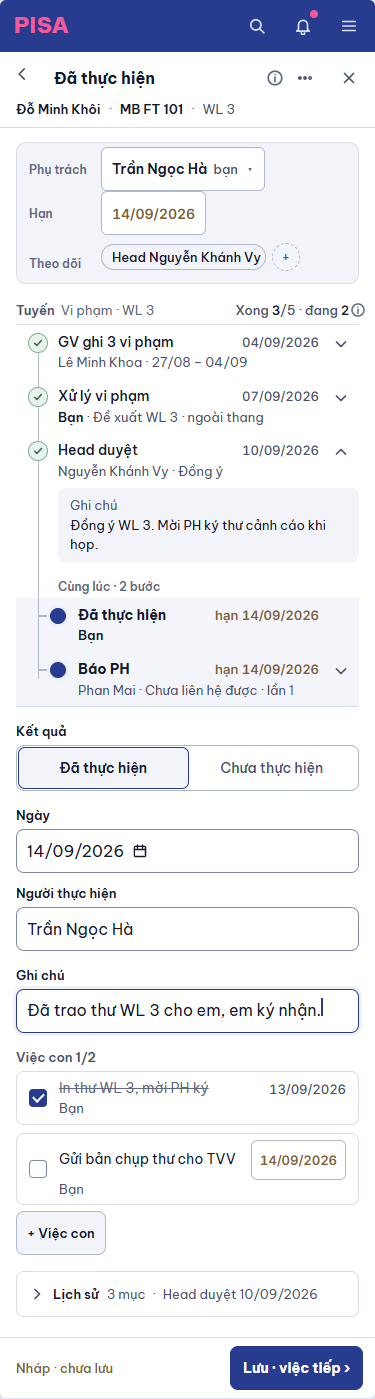 PISA
Đã thực hiện
Đỗ Minh Khôi · MB FT 101 · WL 3
Phụ trách Trần Ngọc Hà bạn
Hạn 14/09/2026
Theo dõi Head Nguyễn Khánh Vy +
Tuyến Vi phạm · WL 3 Xong 3/5 · đang 2
GV ghi 3 vi phạm 04/09/2026
Lê Minh Khoa · 27/08 – 04/09
Xử lý vi phạm 07/09/2026
Bạn · Đề xuất WL 3 · ngoài thang
Head duyệt 10/09/2026
Nguyễn Khánh Vy · Đồng ý
Ghi chú
Đồng ý WL 3. Mời PH ký thư cảnh cáo khi
họp.
Cùng lúc · 2 bước
Đã thực hiện hạn 14/09/2026
Bạn
Báo PH hạn 14/09/2026
Phan Mai · Chưa liên hệ được · lần 1
Kết quả
Đã thực hiện Chưa thực hiện
Ngày
14/09/2026
Người thực hiện
Trần Ngọc Hà
Ghi chú
Đã trao thư WL 3 cho em, em ký nhận.
Việc con 1/2
In thư WL 3, mời PH ký 13/09/2026
Bạn
Gửi bản chụp thư cho TVV 14/09/2026
Bạn
+ Việc con
Lịch sử 3 mục · Head duyệt 10/09/2026
Nháp · chưa lưu Lưu · việc tiếp ›